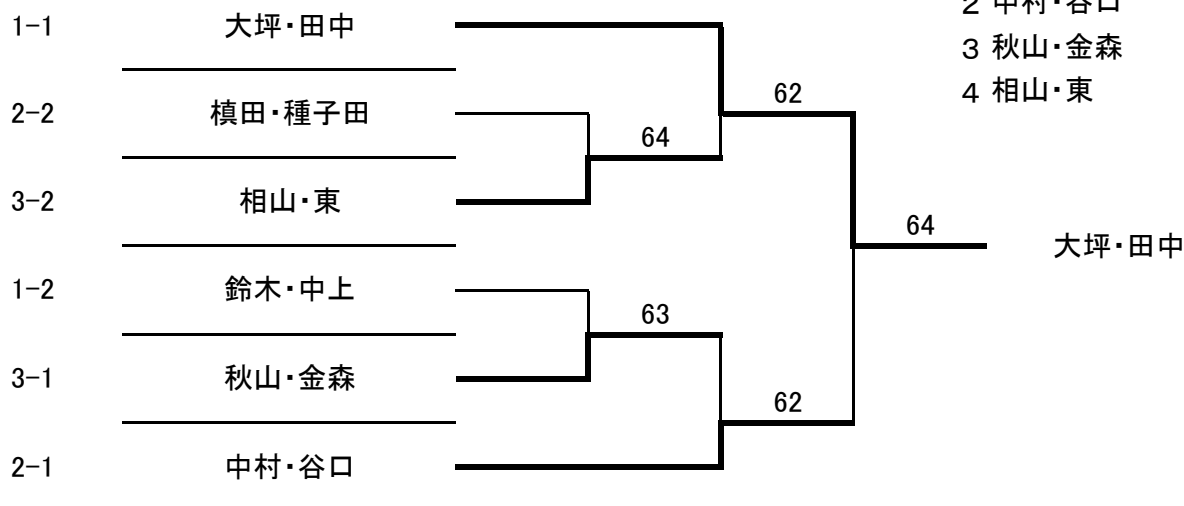 2 中村・谷口
1-1 大坪・田中
3 秋山・金森
62
4 相山・東
2-2 槙田・種子田
64
3-2 相山・東
64
大坪・田中
1-2 鈴木・中上
63
3-1 秋山・金森
62
2-1 中村・谷口